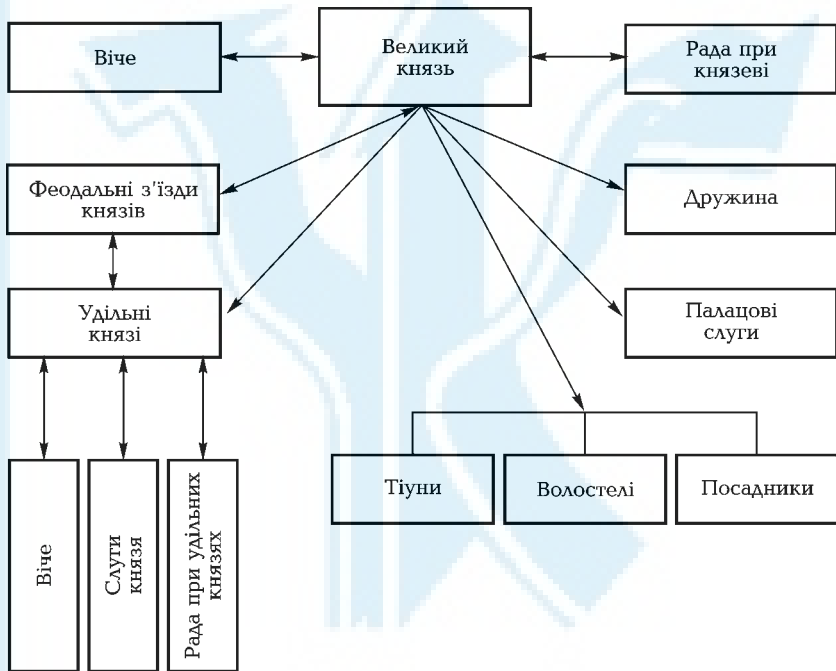 Віче
Великий
князь
Рада при
князеві
Феодальні з'їзди
князів
Дружина
Удільні
князі
Палацові
слуги
Тіуни
Волостелі
Посадники
Віче
Слуги
князя
Рада при удільних
князях